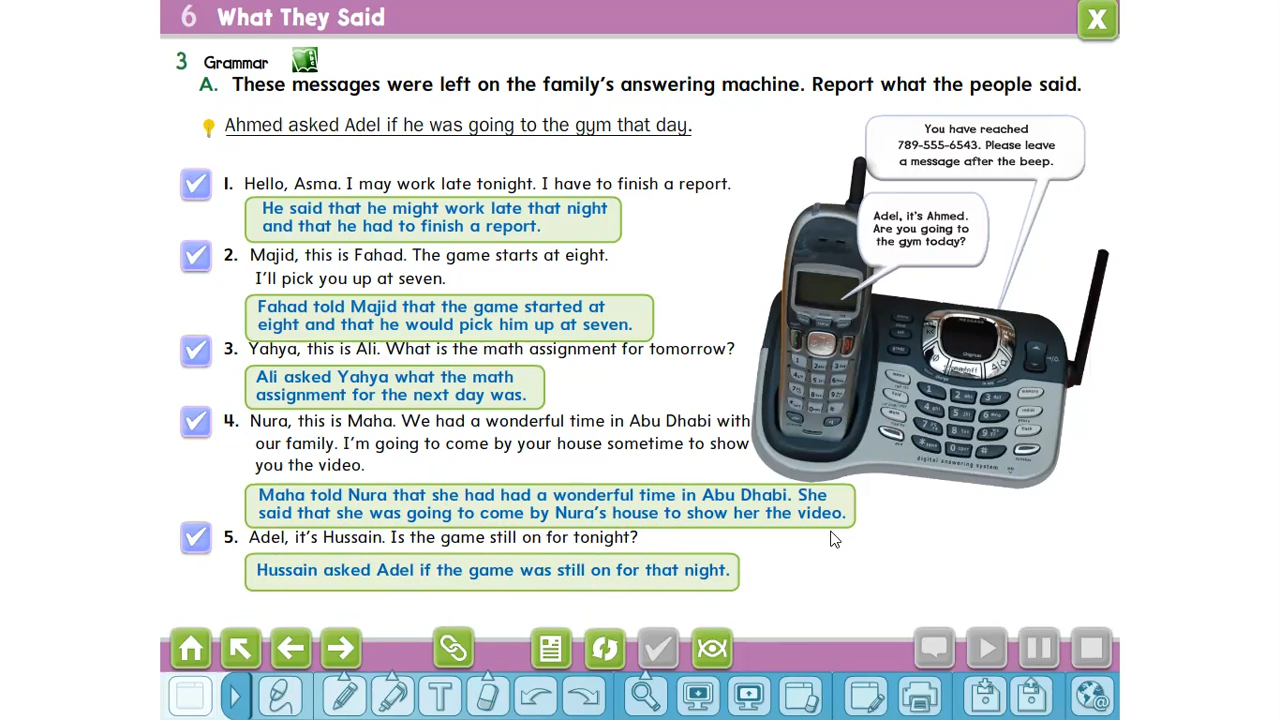 6 What They Said
X
3 Grammar
A. These messages were left on the family's answering machine. Report what the people said.
Ahmed asked Adel if he was going to the gym that day.
You have reached
789-555-6543. Please leave
a message after the beep.
Adel, it's Ahmed.
Are you going to
the gym today?
1. Hello, Asma. I may work late tonight. I have to finish a report.
He said that he might work late that night
and that he had to finish a report.
2. Majid, this is Fahad. The game starts at eight.
I'll pick you up at seven.
Fahad told Majid that the game started at
eight and that he would pick him up at seven.
3. Yahya, this is Ali. What is the math assignment for tomorrow?
Ali asked Yahya what the math
assignment for the next day was.
4. Nura, this is Maha. We had a wonderful time in Abu Dhabi with
our family. I'm going to come by your house sometime to show
you the video.
Maha told Nura that she had had a wonderful time in Abu Dhabi. She
said that she was going to come by Nura's house to show her the video.
5. Adel, it's Hussain. Is the game still on for tonight?
Hussain asked Adel if the game was still on for that night.
digital answering system